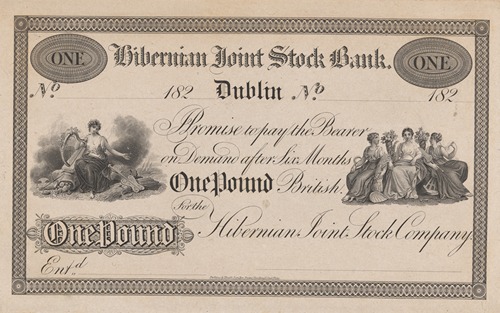 ONE Hibernian Joint Stock Bank. ONE
No 182 Dublin No 182
I Promise to pay the Bearer
on Demand after Six Months
One Pound British.
For the
Hibernian Joint Stock Company.
One Pound
Entd.